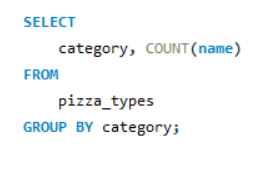 SELECT
    category, COUNT(name)
FROM
    pizza_types
GROUP BY category;